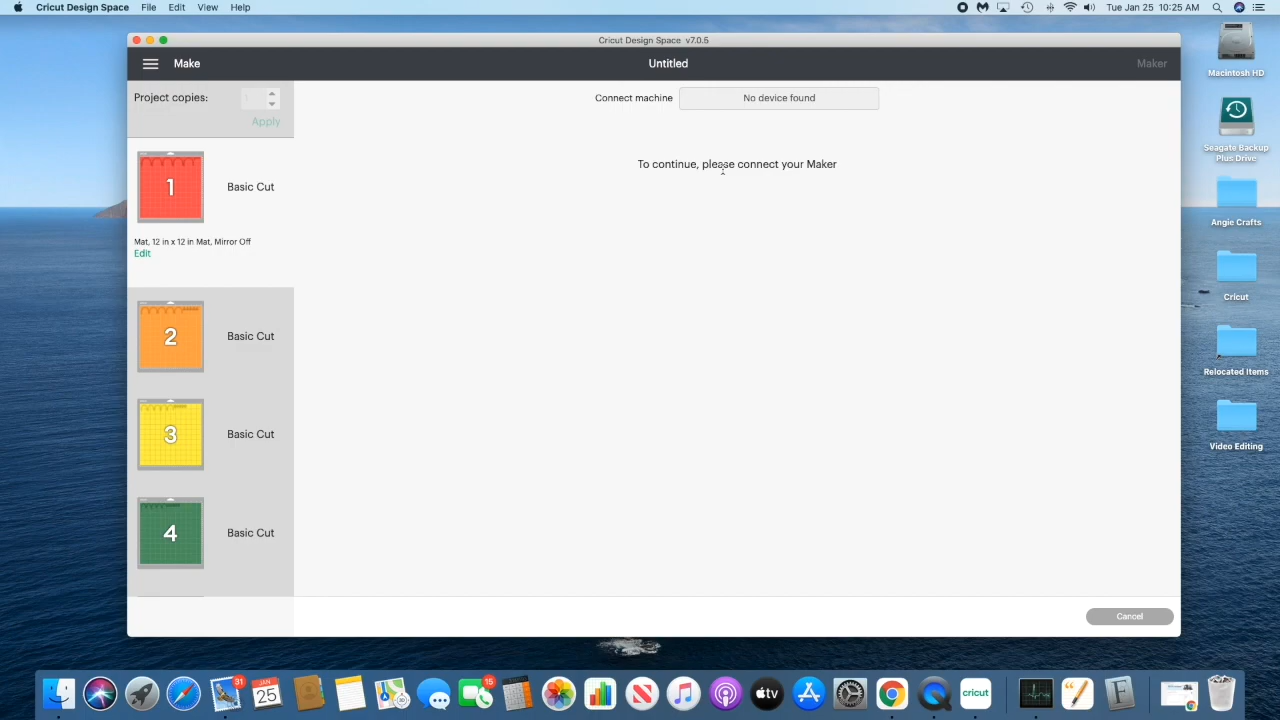 Cricut Design Space File Edit View Help
Tue Jan 25 10:25 AM
Cricut Design Space v7.0.5
Make
Untitled
Maker
Project copies:
1
Apply
Connect machine
No device found
To continue, please connect your Maker
1
Basic Cut
Mat, 12 in x 12 in Mat, Mirror Off
Edit
2
Basic Cut
3
Basic Cut
4
Basic Cut
Cancel
Macintosh HD
Seagate Backup
Plus Drive
Angie Crafts
Cricut
Relocated Items
Video Editing
31
JAN
25
15
tv
cricut